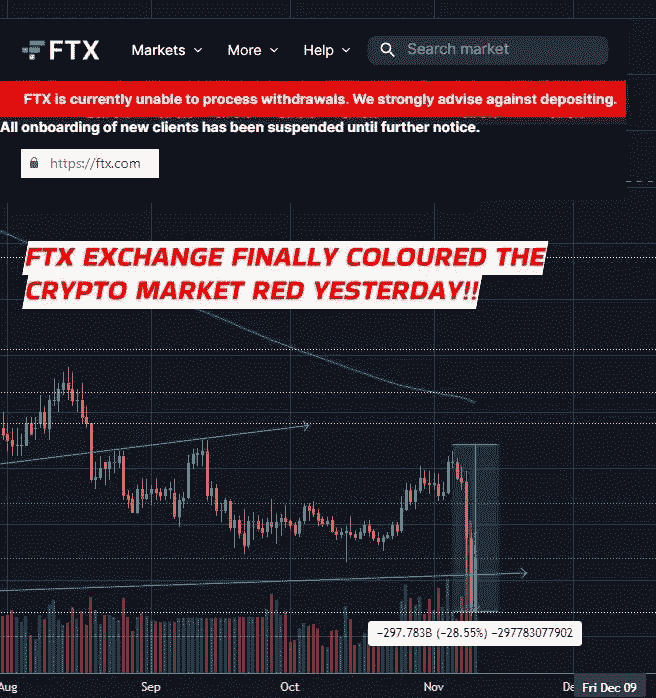 FTX Markets More Help Search market
FTX is currently unable to process withdrawals. We strongly advise against depositing.
All onboarding of new clients has been suspended until further notice.
https://ftx.com
FTX EXCHANGE FINALLY COLOURED THE
CRYPTO MARKET RED YESTERDAY!!
-297.783B (-28.55%) -297783077902
Aug Sep Oct Nov De Fri Dec 09